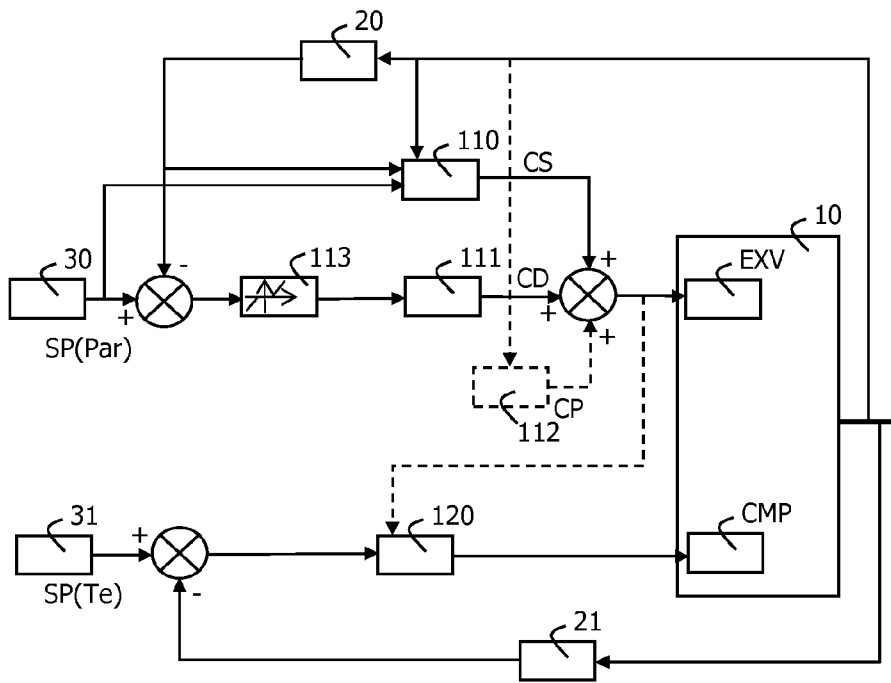 20
110
CS
10
30
-
113
111
CD
+
EXV
+
SP(Par)
+
+
CP
112
31
+
120
CMP
SP(Te)
-
21